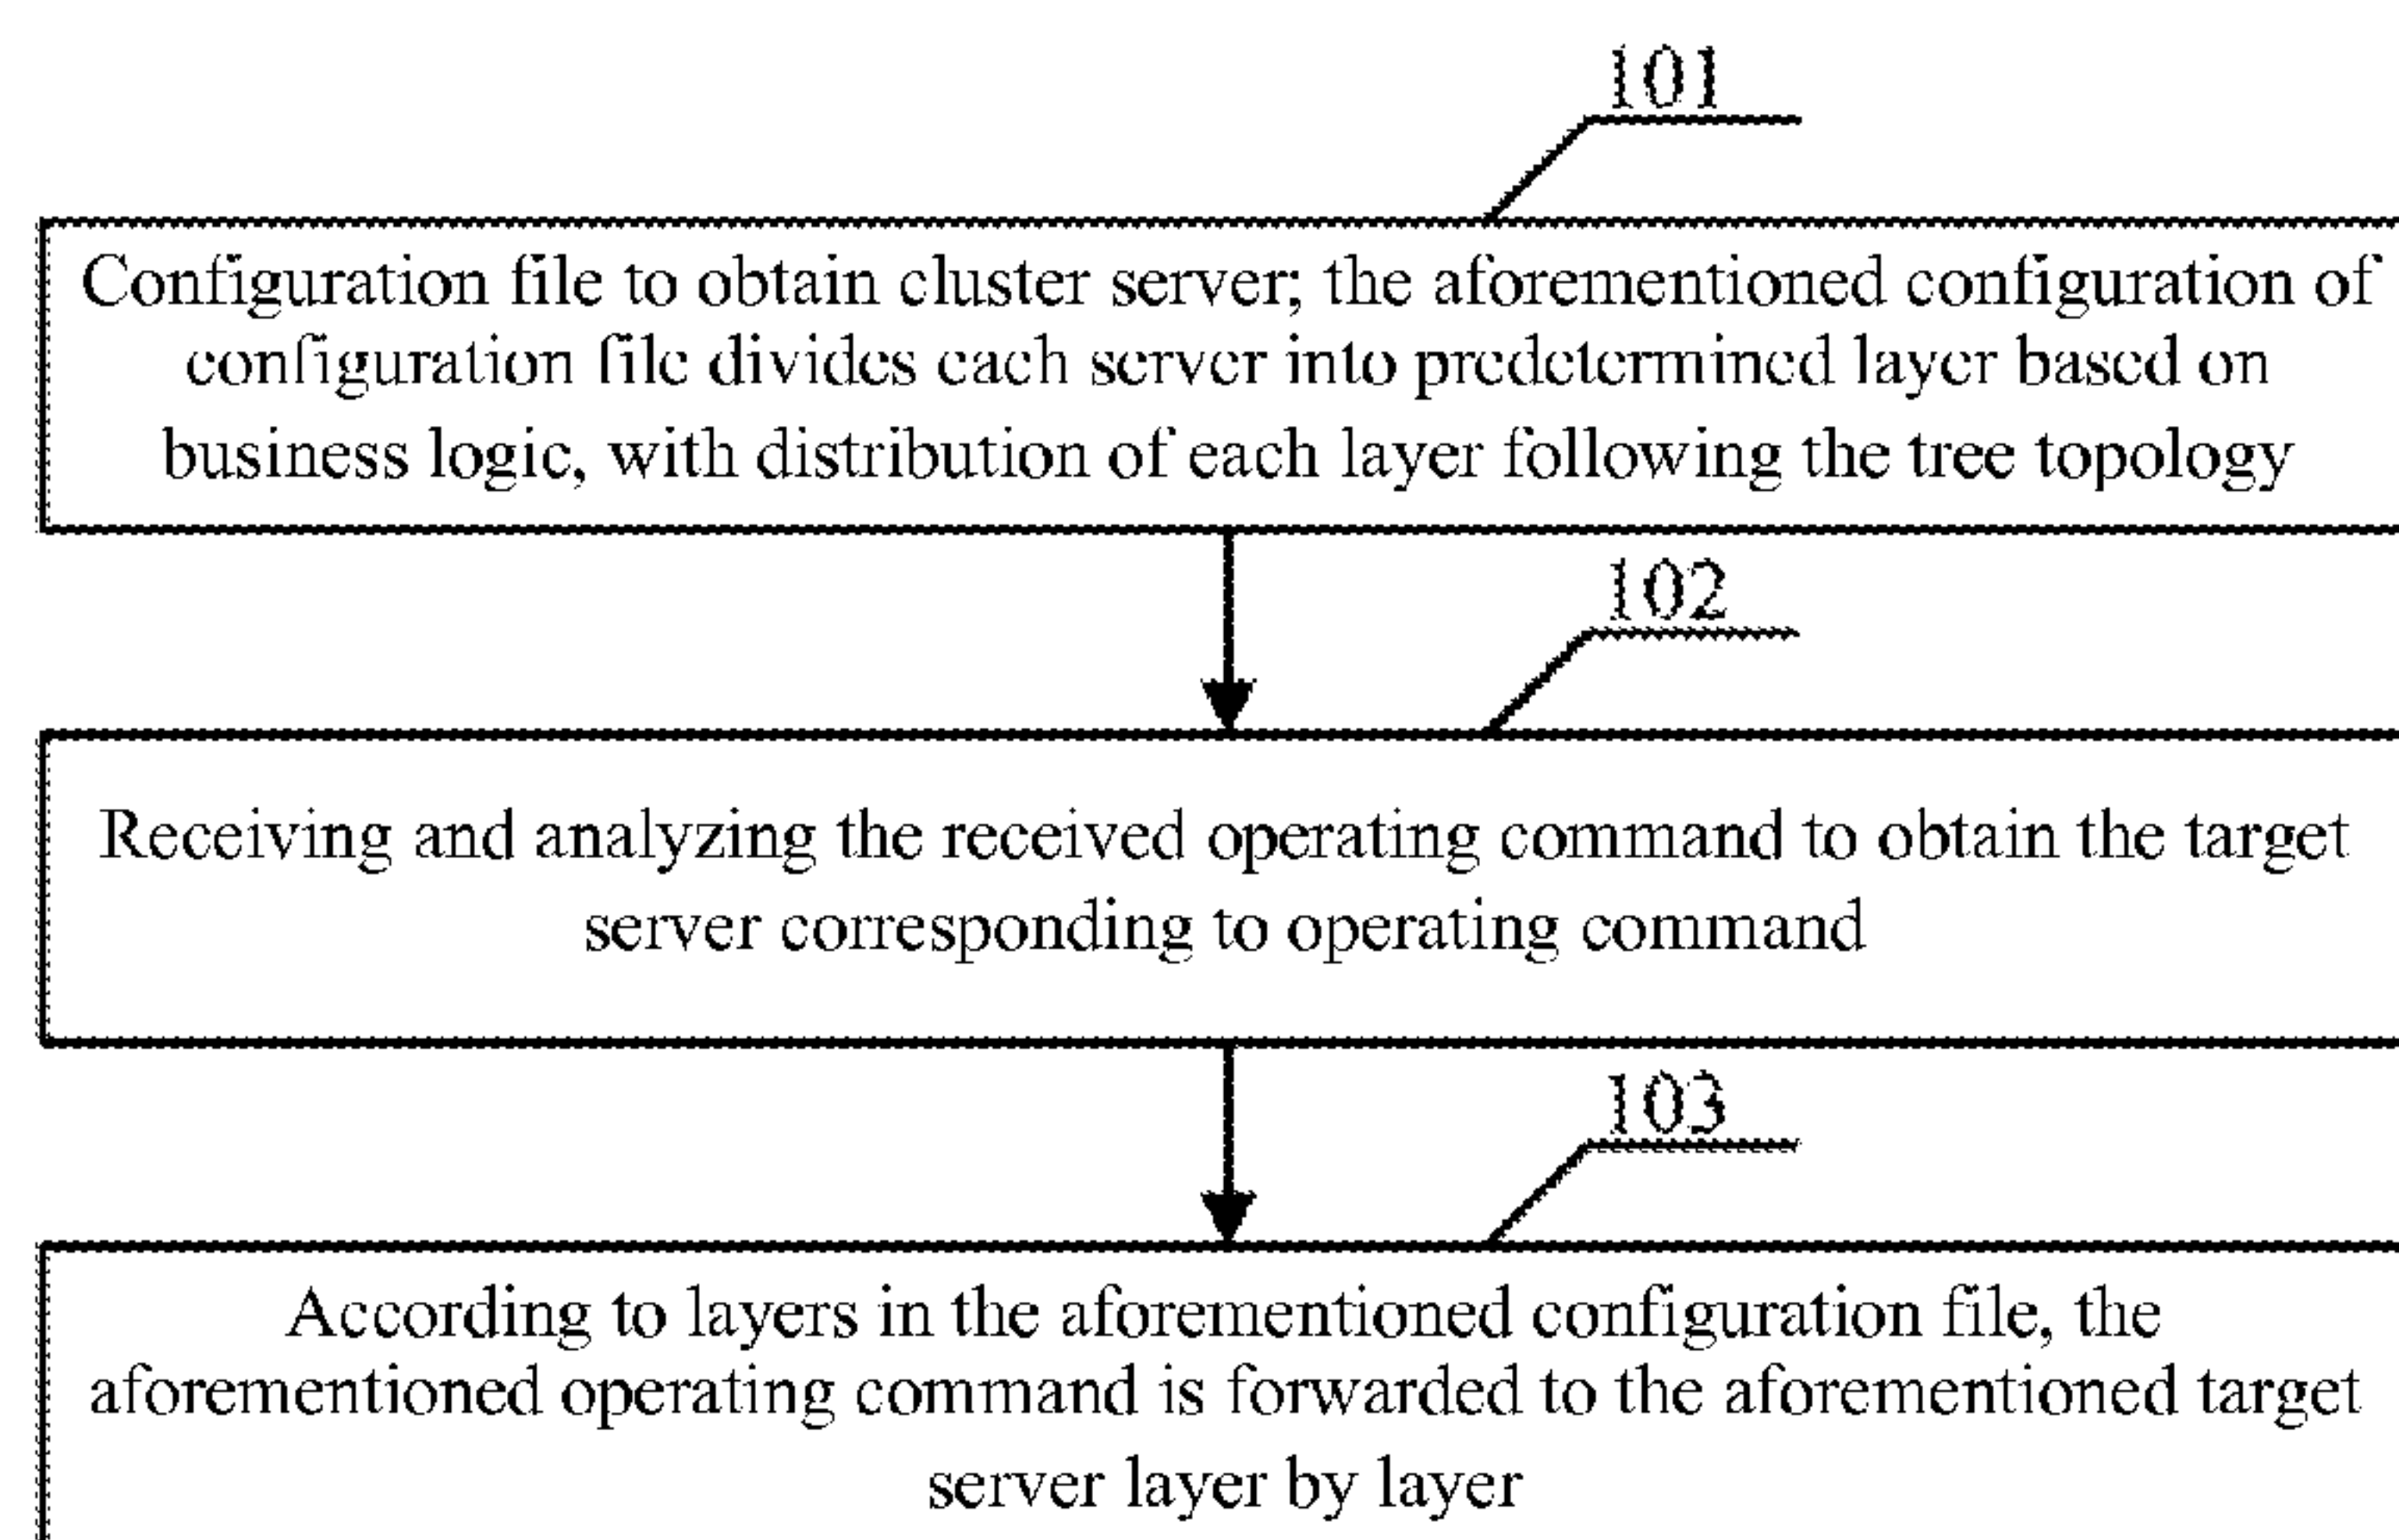 101
Configuration file to obtain cluster server; the aforementioned configuration of
configuration file divides each server into predetermined layer based on
business logic, with distribution of each layer following the tree topology
102
Receiving and analyzing the received operating command to obtain the target
server corresponding to operating command
103
According to layers in the aforementioned configuration file, the
aforementioned operating command is forwarded to the aforementioned target
server layer by layer